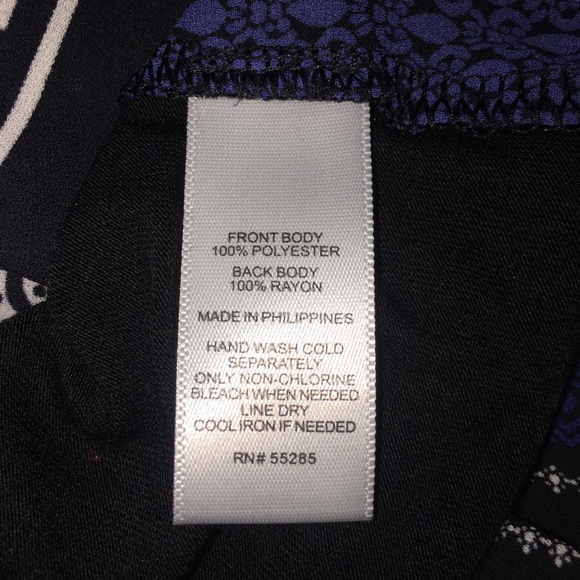 FRONT BODY
100% POLYESTER
BACK BODY
100% RAYON
MADE IN PHILIPPINES
HAND WASH COLD
SEPARATELY
ONLY NON-CHLORINE
BLEACH WHEN NEEDED
LINE DRY
COOL IRON IF NEEDED
RN# 55285